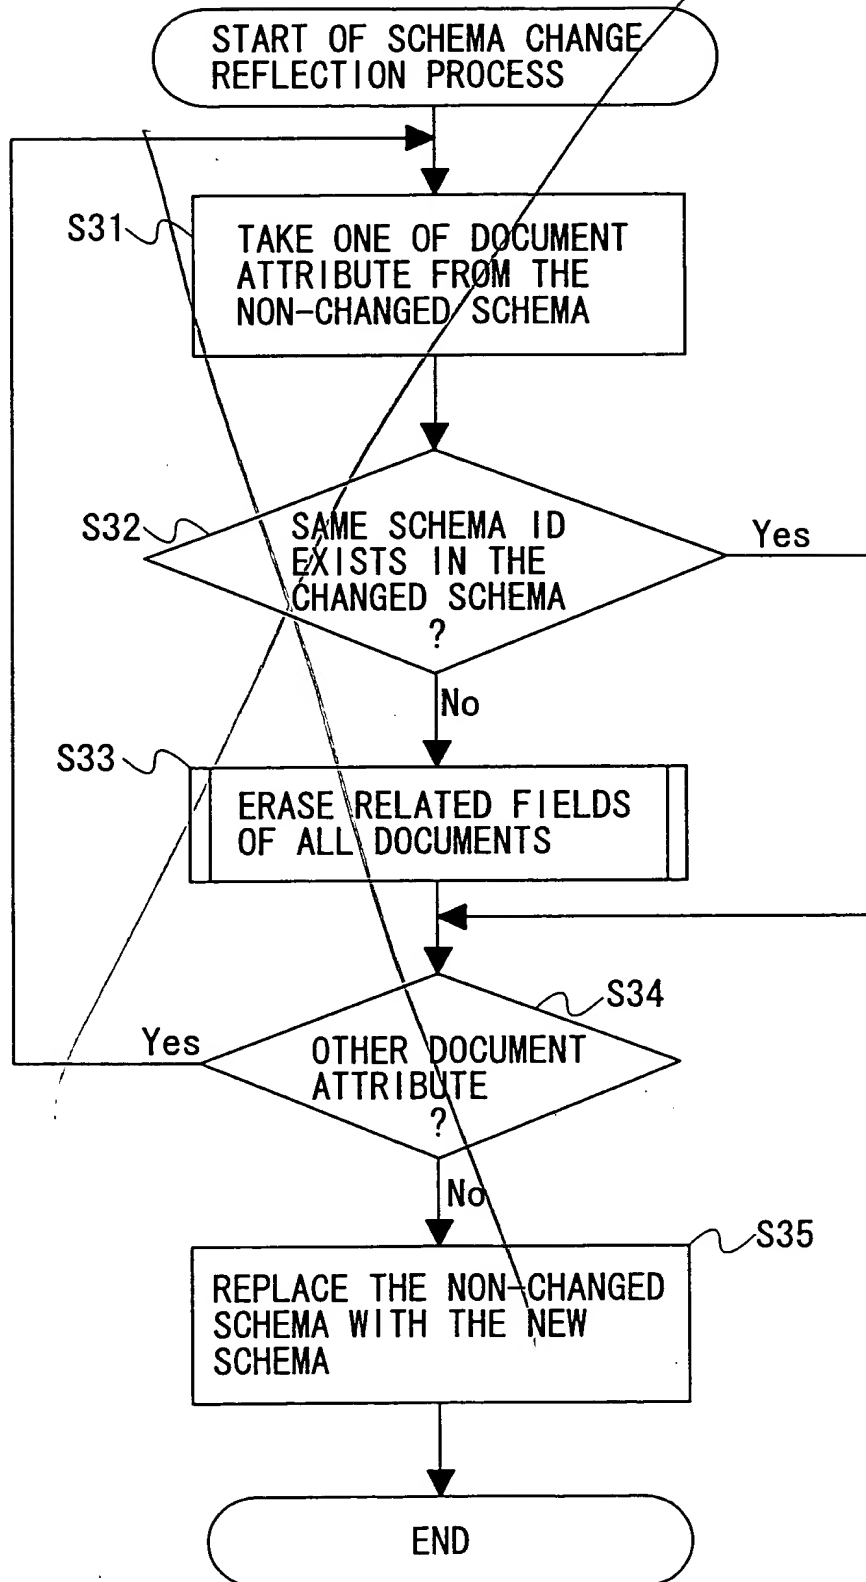 START OF SCHEMA CHANGE
REFLECTION PROCESS
S31
TAKE ONE OF DOCUMENT
ATTRIBUTE FROM THE
NON-CHANGED SCHEMA
S32
SAME SCHEMA ID
EXISTS IN THE
CHANGED SCHEMA
?
Yes
No
S33
ERASE RELATED FIELDS
OF ALL DOCUMENTS
S34
Yes
OTHER DOCUMENT
ATTRIBUTE
?
No
S35
REPLACE THE NON-CHANGED
SCHEMA WITH THE NEW
SCHEMA
END